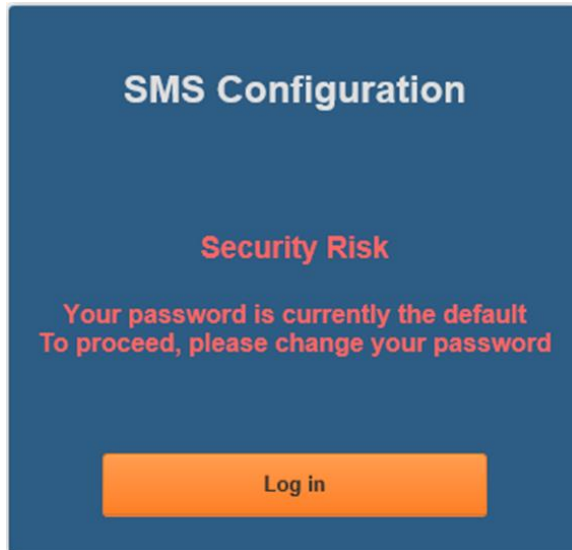 SMS Configuration
Security Risk
Your password is currently the default
To proceed, please change your password
Log in